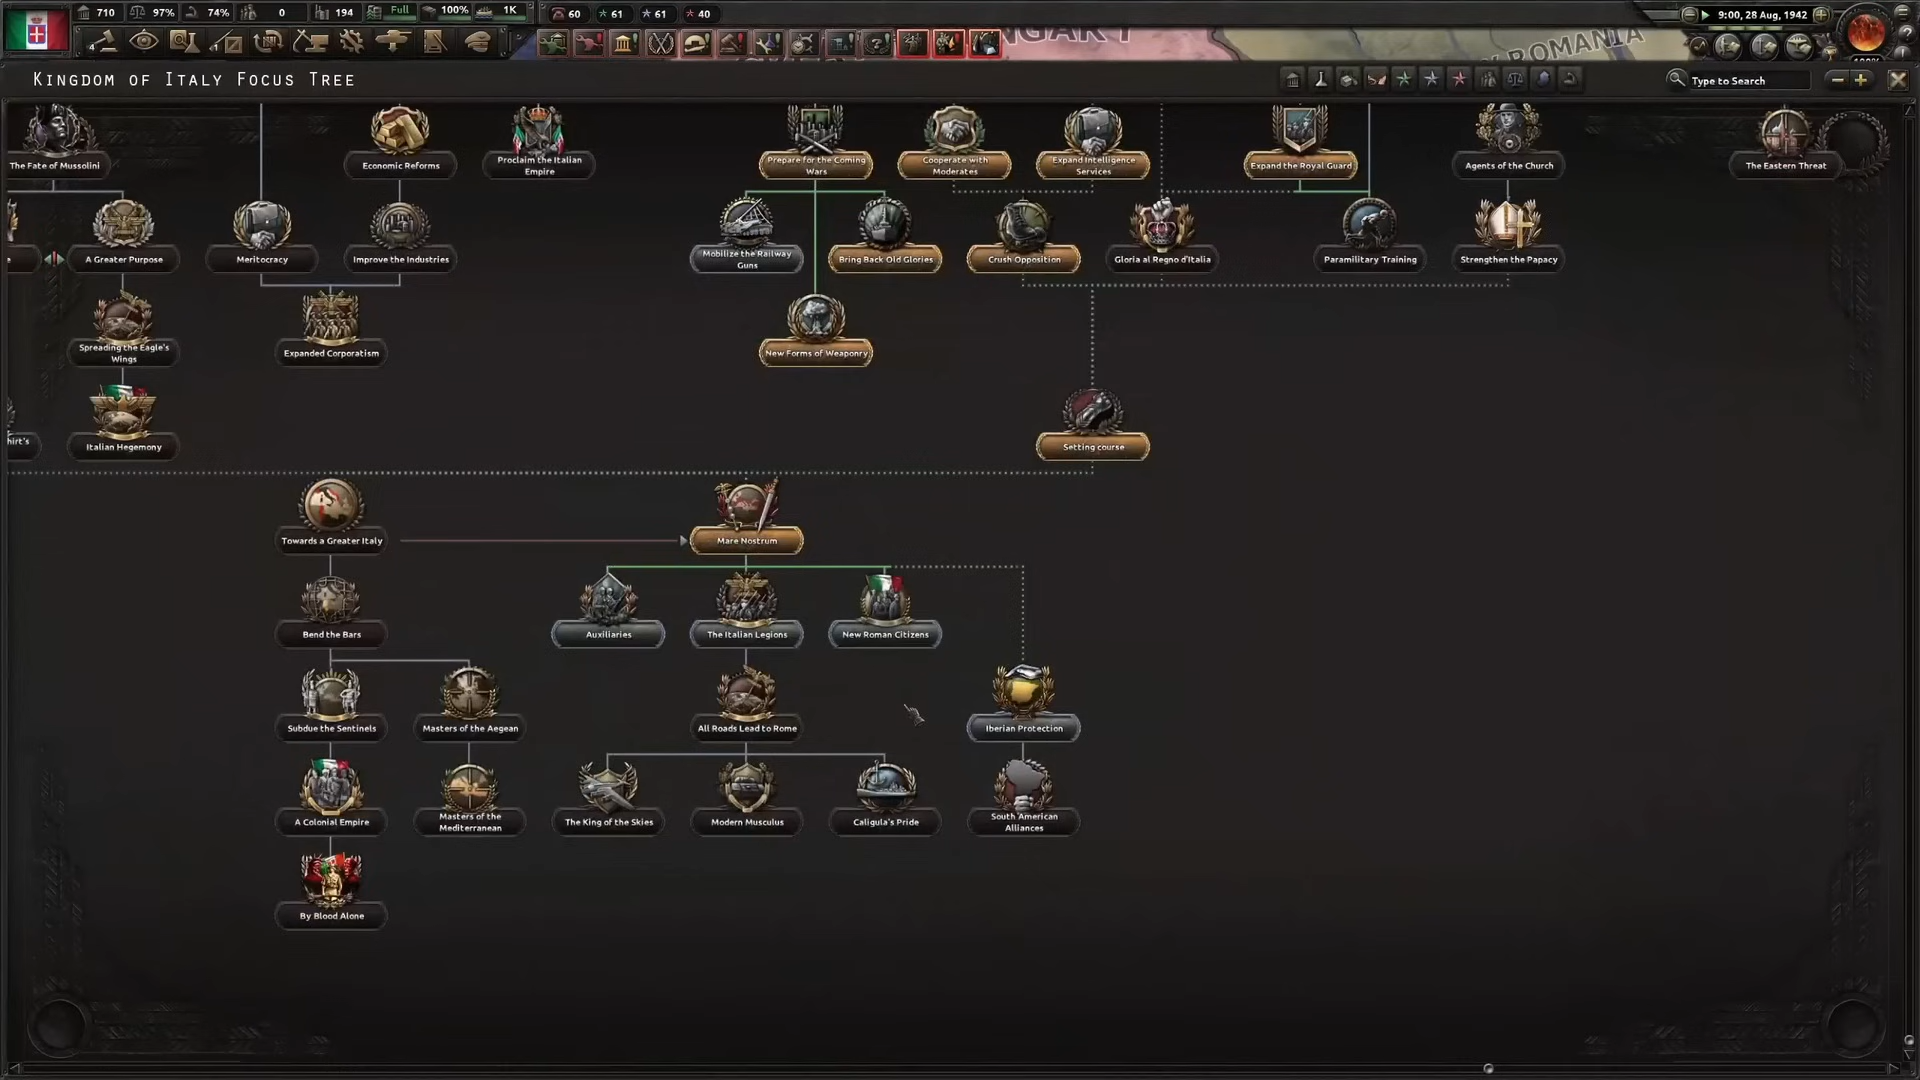 710 97% 74% 0 194 Full 100% 1K 60 61 61 40
9:00, 28 Aug, 1942
ROMANIA
Kingdom of Italy Focus Tree
Type to Search
The Fate of Mussolini
Economic Reforms
Proclaim the Italian
Empire
Prepare for the Coming
Wars
Cooperate with
Moderates
Expand Intelligence
Services
Expand the Royal Guard
Agents of the Church
The Eastern Threat
A Greater Purpose
Meritocracy
Improve the Industries
Mobilize the Railway
Guns
Bring Back Old Glories
Crush Opposition
Gloria al Regno d'Italia
Paramilitary Training
Strengthen the Papacy
Spreading the Eagle's
Wings
Expanded Corporatism
New Forms of Weaponry
hirt's
Italian Hegemony
Setting course
Towards a Greater Italy
Mare Nostrum
Bend the Bars
Auxiliaries
The Italian Legions
New Roman Citizens
Subdue the Sentinels
Masters of the Aegean
All Roads Lead to Rome
Iberian Protection
A Colonial Empire
Masters of the
Mediterranean
The King of the Skies
Modern Musculus
Caligula's Pride
South American
Alliances
By Blood Alone